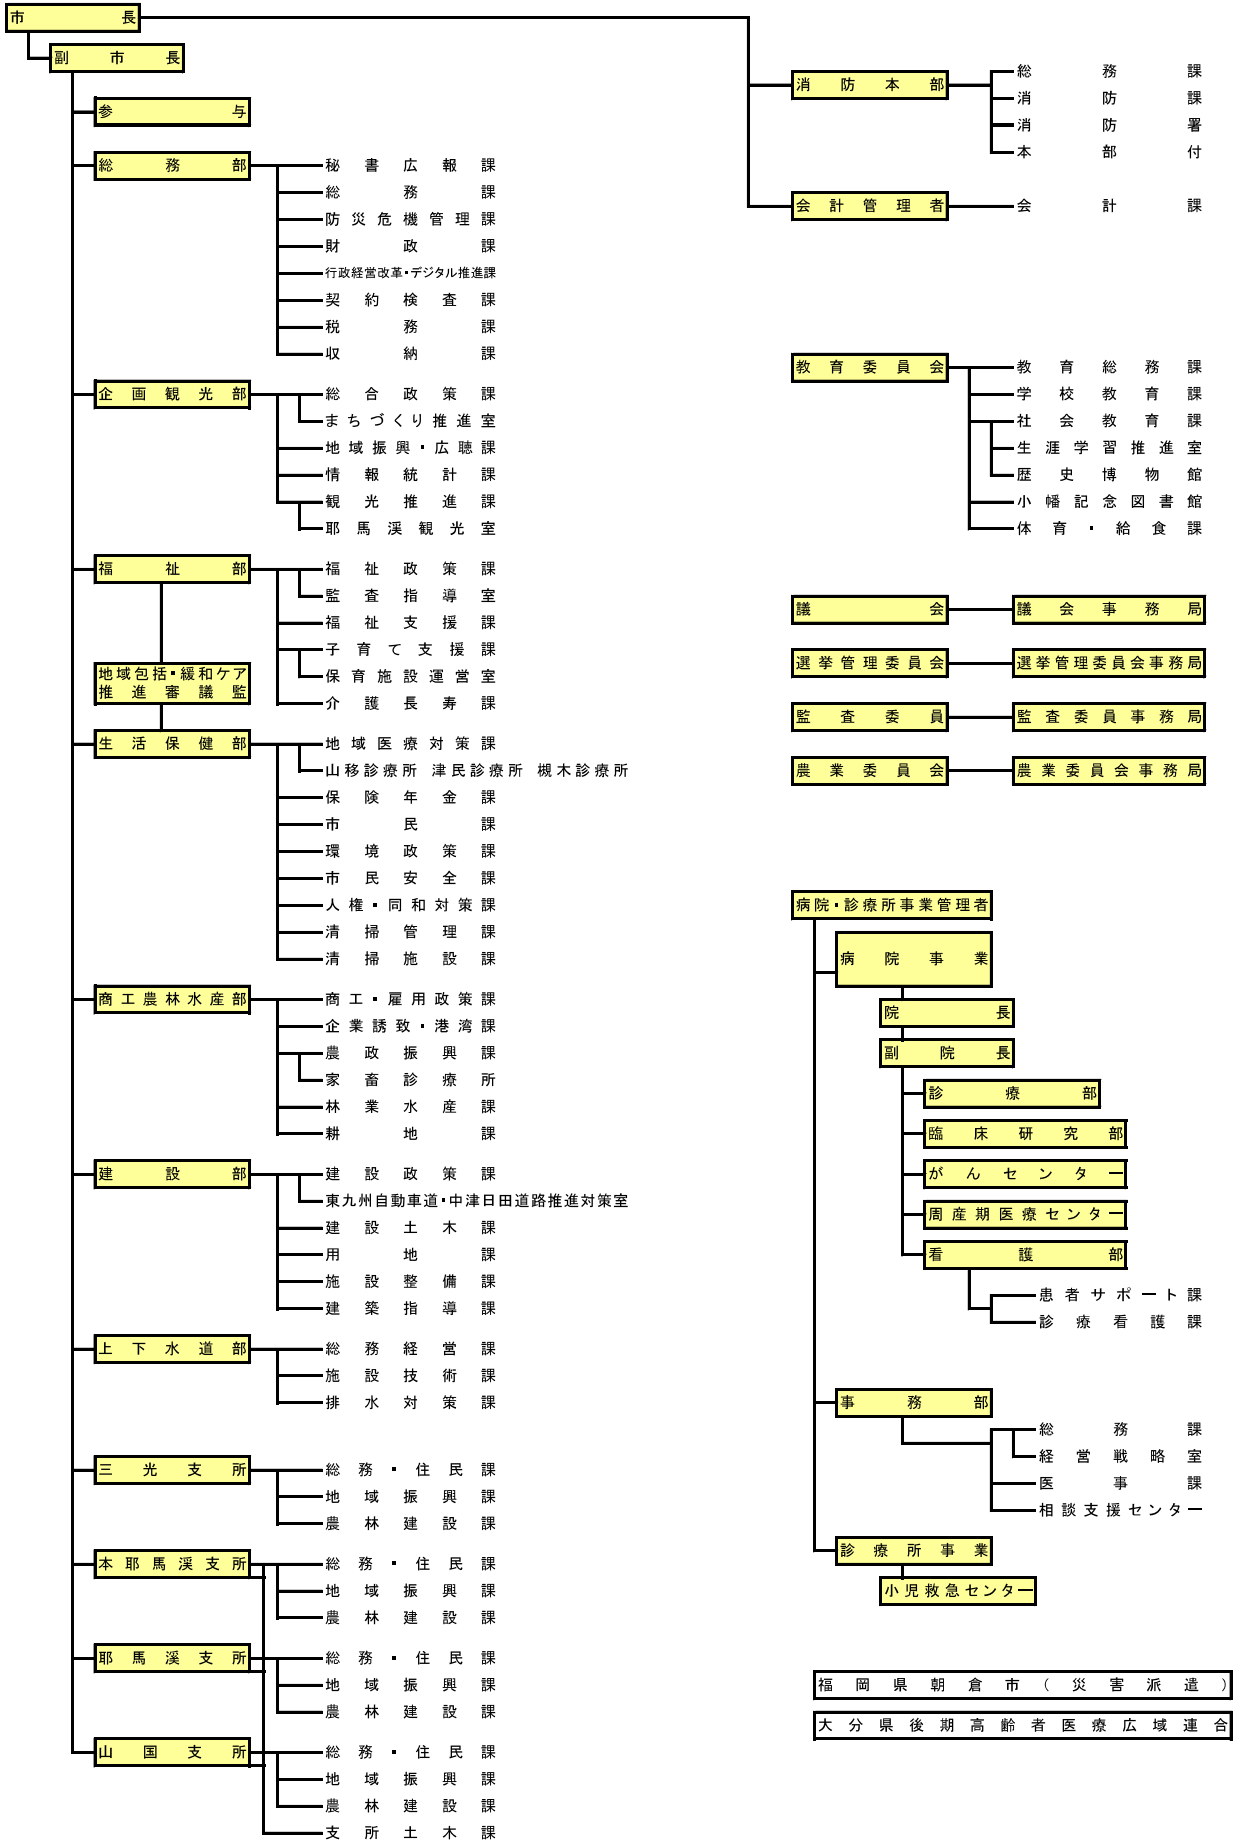 市長
副市長
参与
総務部
秘書広報課
総務課
防災危機管理課
財政課
行政経営改革・デジタル推進課
契約検査課
税務課
収納課
企画観光部
総合政策課
まちづくり推進室
地域振興・広聴課
情報統計課
観光推進課
耶馬溪観光室
福祉部
福祉政策課
監査指導室
福祉支援課
子育て支援課
保育施設運営室
介護長寿課
地域包括・緩和ケア
推進審議監
生活保健部
地域医療対策課
山移診療所 津民診療所 槻木診療所
保険年金課
市民課
環境政策課
市民安全課
人権・同和対策課
清掃管理課
清掃施設課
商工農林水産部
商工・雇用政策課
企業誘致・港湾課
農政振興課
家畜診療所
林業水産課
耕地課
建設部
建設政策課
東九州自動車道・中津日田道路推進対策室
建設土木課
用地課
施設整備課
建築指導課
上下水道部
総務経営課
施設技術課
排水対策課
三光支所
総務・住民課
地域振興課
農林建設課
本耶馬渓支所
総務・住民課
地域振興課
農林建設課
耶馬溪支所
総務・住民課
地域振興課
農林建設課
山国支所
総務・住民課
地域振興課
農林建設課
支所土木課
消防本部
総務課
消防課
消防署
本部付
会計管理者
会計課
教育委員会
教育総務課
学校教育課
社会教育課
生涯学習推進室
歴史博物館
小幡記念図書館
体育・給食課
議会
議会事務局
選挙管理委員会
選挙管理委員会事務局
監査委員
監査委員事務局
農業委員会
農業委員会事務局
病院・診療所事業管理者
病院事業
院長
副院長
診療部
臨床研究部
がんセンター
周産期医療センター
看護部
患者サポート課
診療看護課
事務部
総務課
経営戦略室
医事課
相談支援センター
診療所事業
小児救急センター
福岡県朝倉市（災害派遣）
大分県後期高齢者医療広域連合